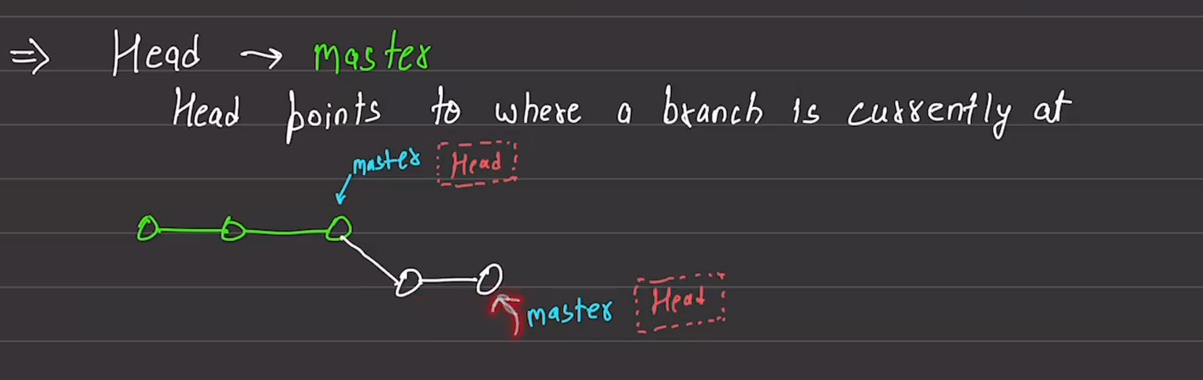 ⇒ Head → master
Head points to where a branch is currently at
master Head
master Head